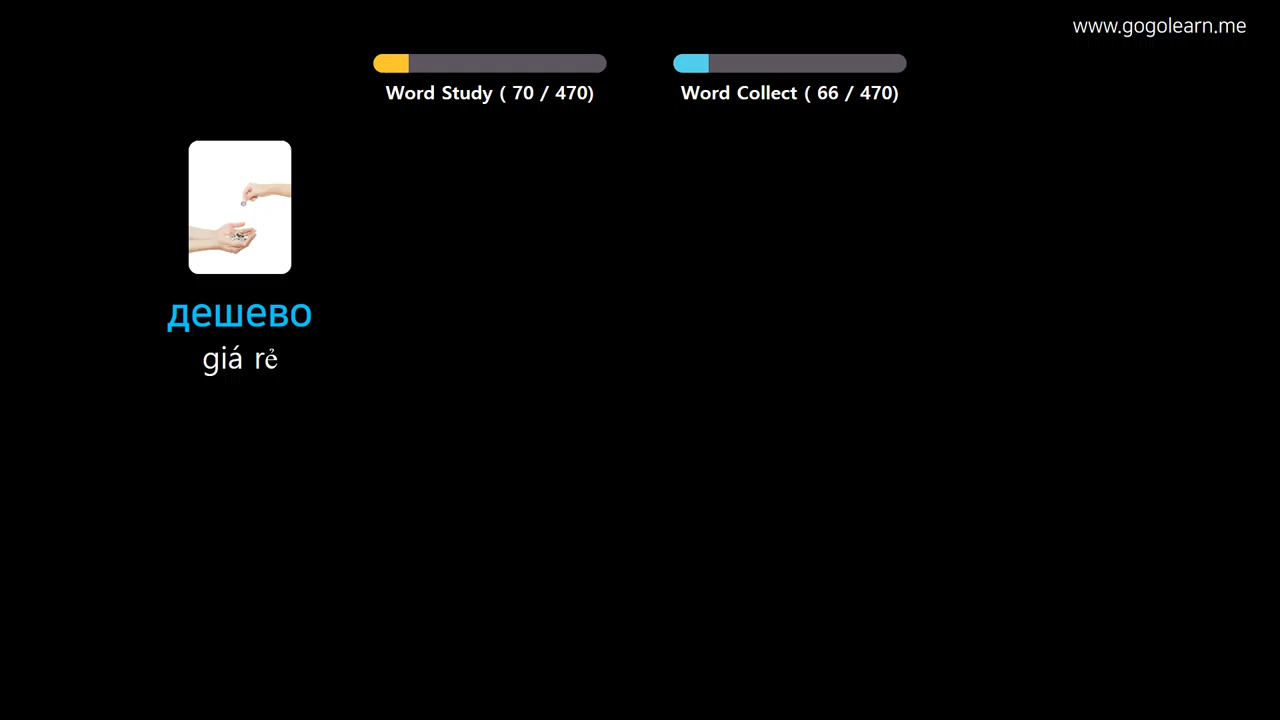 www.gogolearn.me
Word Study ( 70 / 470)
Word Collect ( 66 / 470)
дешево
giá rẻ